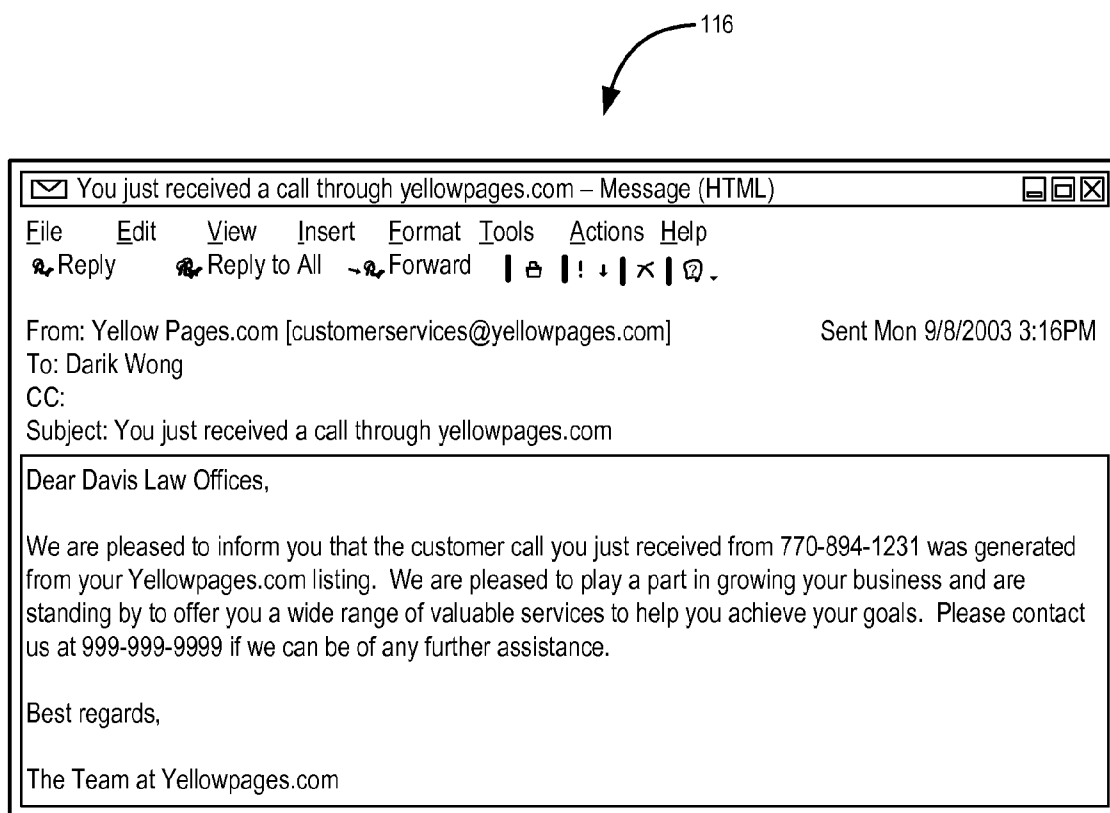 116
You just received a call through yellowpages.com – Message (HTML)
File Edit View Insert Format Tools Actions Help
Reply Reply to All Forward ! ?
From: Yellow Pages.com [customerservices@yellowpages.com] Sent Mon 9/8/2003 3:16PM
To: Darik Wong
CC:
Subject: You just received a call through yellowpages.com
Dear Davis Law Offices,
We are pleased to inform you that the customer call you just received from 770-894-1231 was generated
from your Yellowpages.com listing. We are pleased to play a part in growing your business and are
standing by to offer you a wide range of valuable services to help you achieve your goals. Please contact
us at 999-999-9999 if we can be of any further assistance.
Best regards,
The Team at Yellowpages.com